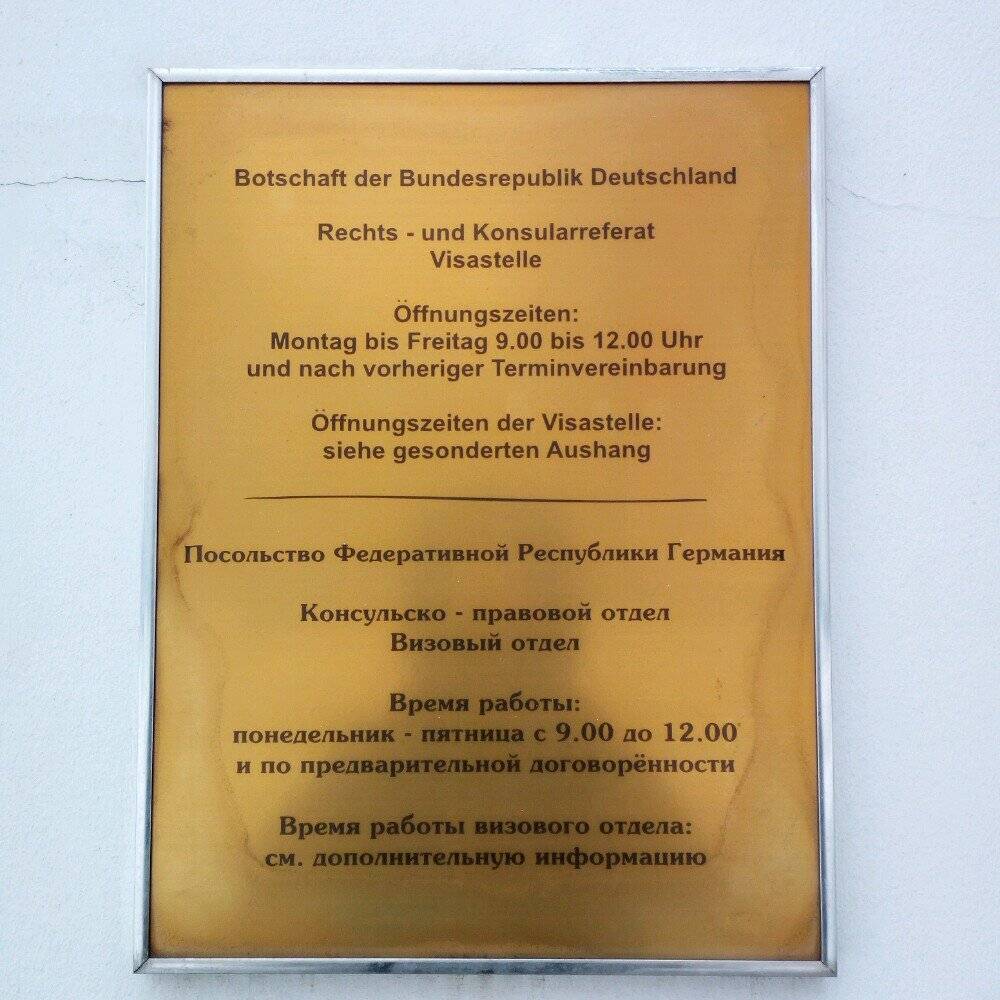 Botschaft der Bundesrepublik Deutschland
Rechts - und Konsularreferat
Visastelle
Öffnungszeiten:
Montag bis Freitag 9.00 bis 12.00 Uhr
und nach vorheriger Terminvereinbarung
Öffnungszeiten der Visastelle:
siehe gesonderten Aushang
Посольство Федеративной Республики Германия
Консульско - правовой отдел
Визовый отдел
Время работы:
понедельник - пятница с 9.00 до 12.00
и по предварительной договорённости
Время работы визового отдела:
см. дополнительную информацию